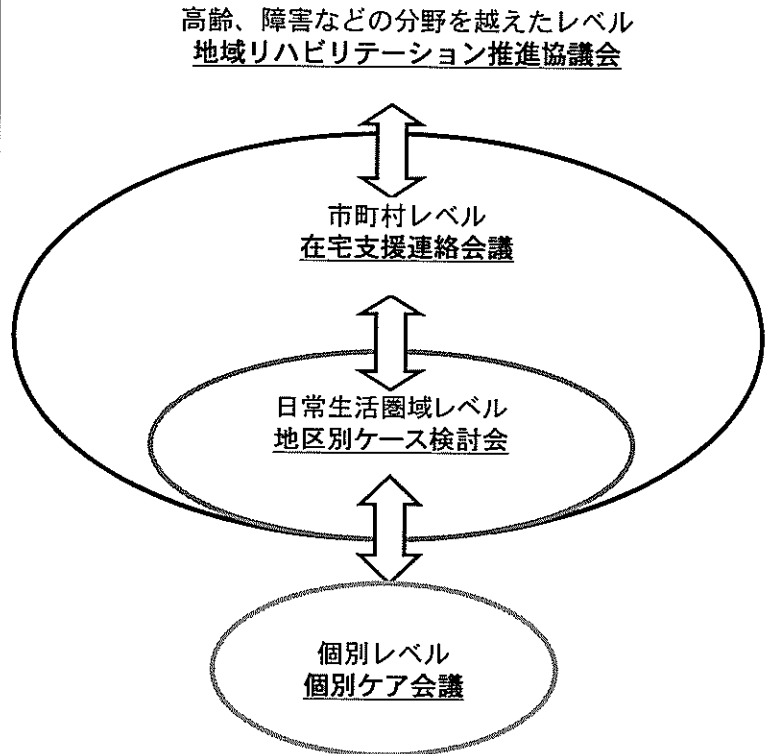 高齢、障害などの分野を越えたレベル
地域リハビリテーション推進協議会
市町村レベル
在宅支援連絡会議
日常生活圏域レベル
地区別ケース検討会
個別レベル
個別ケア会議